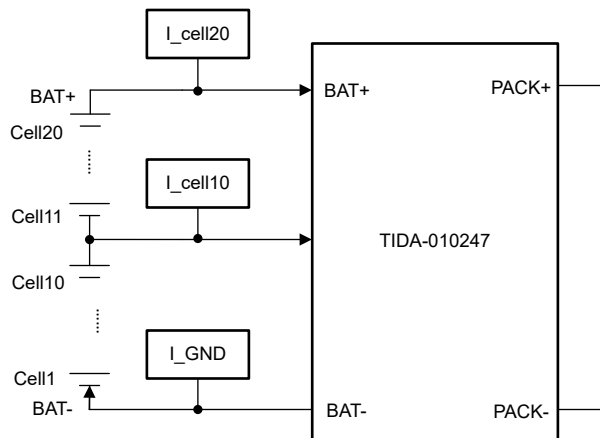 I_cell20
BAT+
BAT+
PACK+
Cell20
I_cell10
Cell11
TIDA-010247
Cell10
I_GND
Cell1
BAT-
BAT-
PACK-